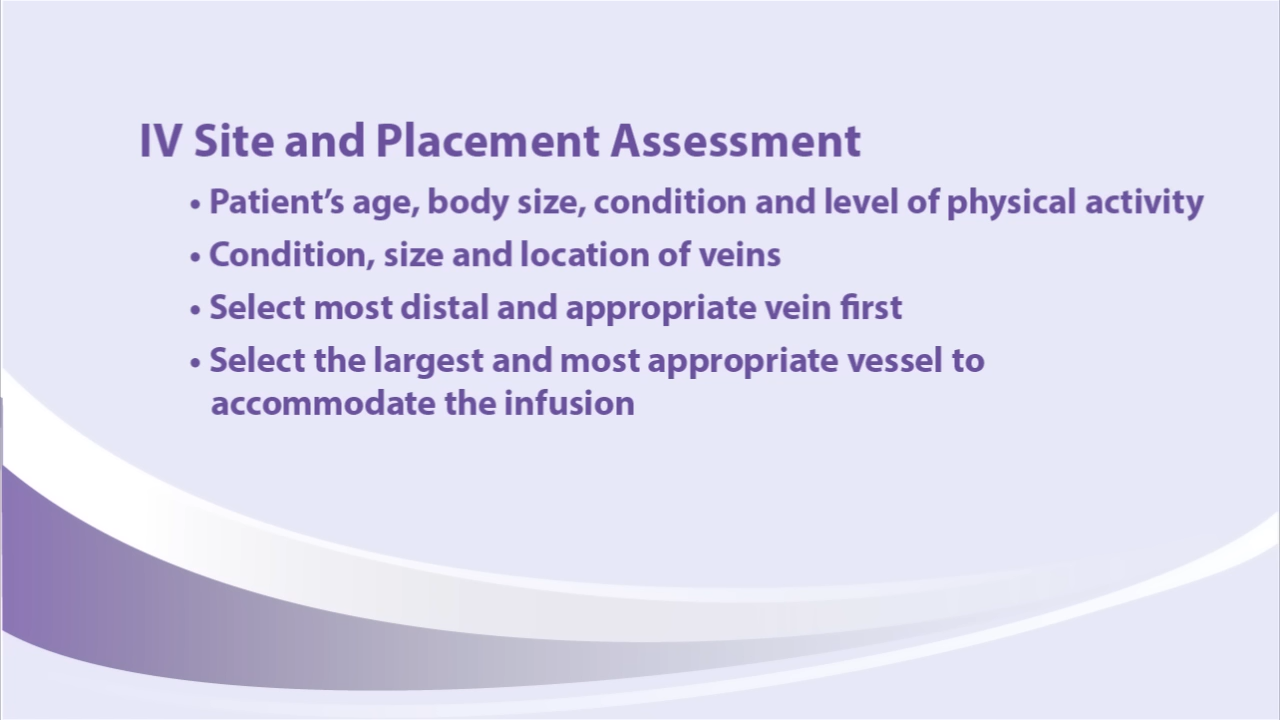 IV Site and Placement Assessment
• Patient’s age, body size, condition and level of physical activity
• Condition, size and location of veins
• Select most distal and appropriate vein first
• Select the largest and most appropriate vessel to
accommodate the infusion